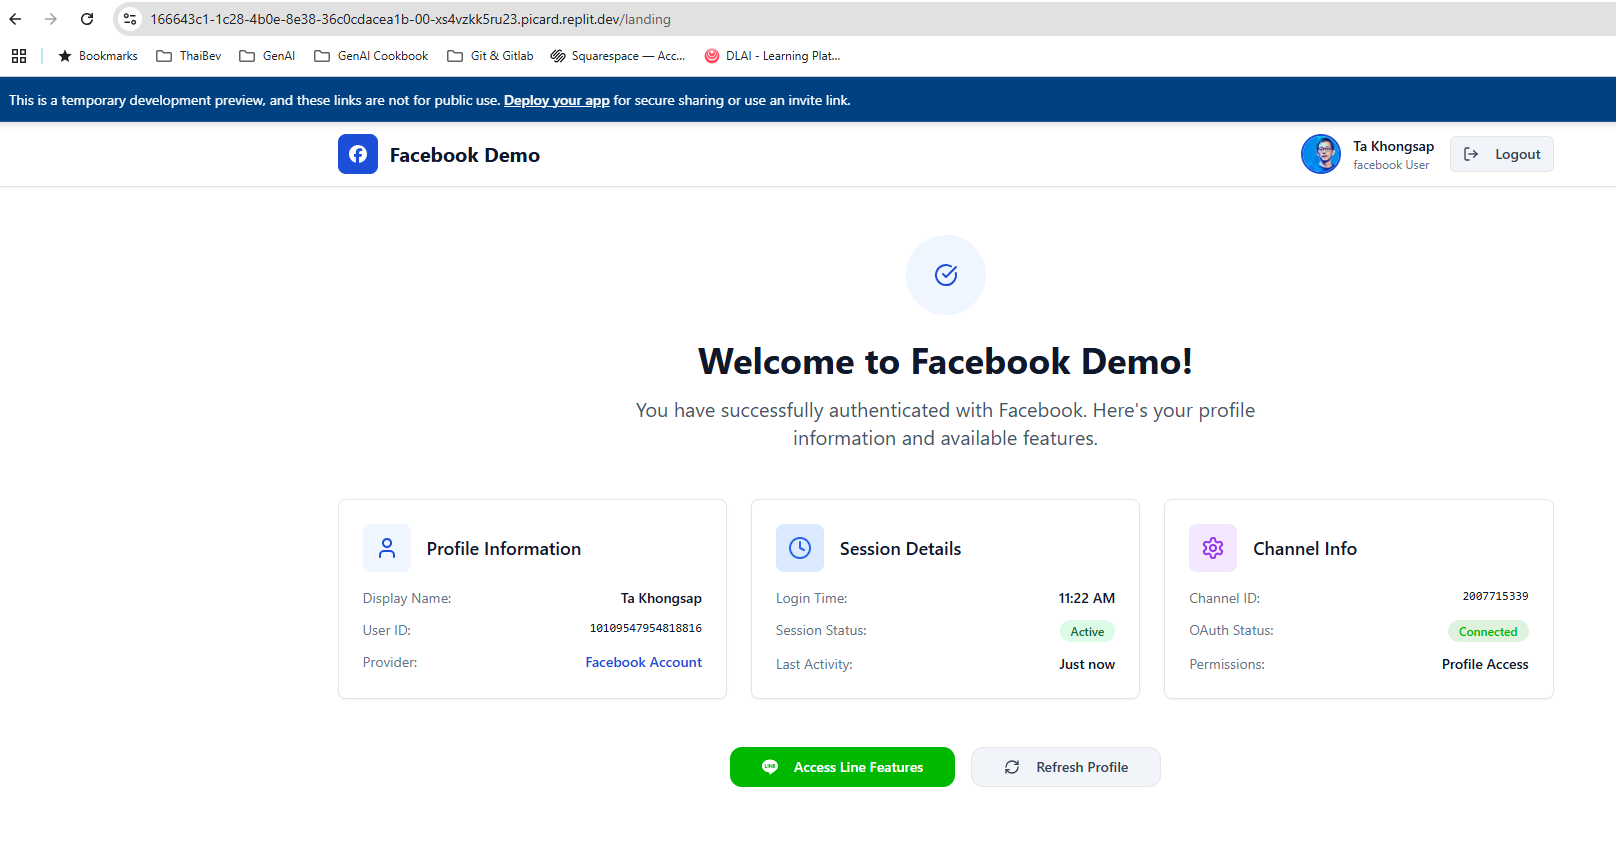 166643c1-1c28-4b0e-8e38-36c0cdacea1b-00-xs4vzkk5ru23.picard.replit.dev/landing
Bookmarks ThaiBev GenAI GenAI Cookbook Git & Gitlab Squarespace — Acc... DLAI - Learning Plat...
This is a temporary development preview, and these links are not for public use. Deploy your app for secure sharing or use an invite link.
Facebook Demo
Ta Khongsap
facebook User
Logout
Welcome to Facebook Demo!
You have successfully authenticated with Facebook. Here's your profile
information and available features.
Profile Information
Display Name: Ta Khongsap
User ID: 10109547954818816
Provider: Facebook Account
Session Details
Login Time: 11:22 AM
Session Status: Active
Last Activity: Just now
Channel Info
Channel ID: 2007715339
OAuth Status: Connected
Permissions: Profile Access
LINE Access Line Features
Refresh Profile